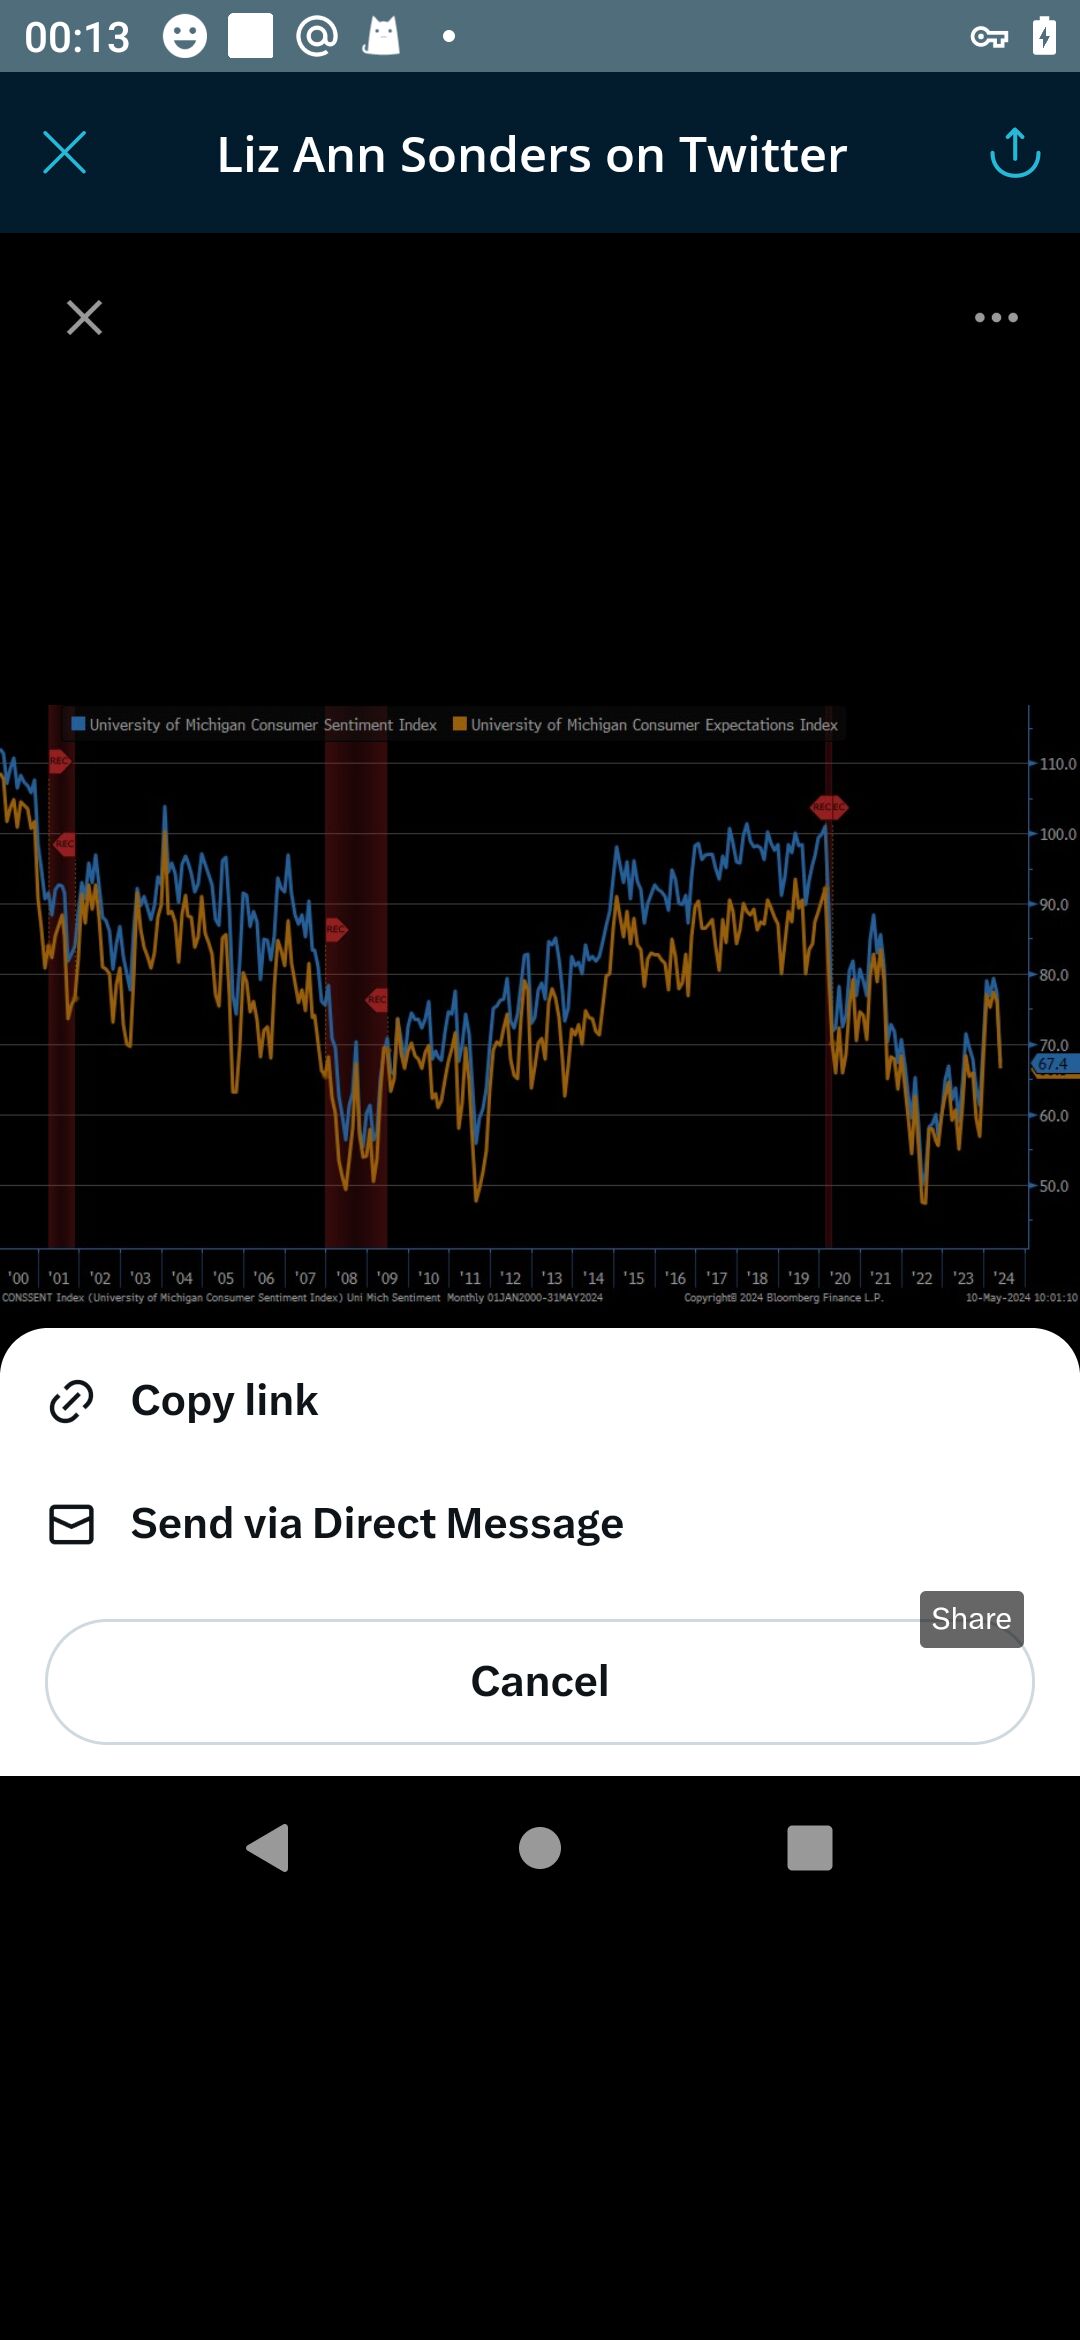 00:13
Liz Ann Sonders on Twitter
University of Michigan Consumer Sentiment Index University of Michigan Consumer Expectations Index
REC
REC
REC
REC
REC EC
110.0
100.0
90.0
80.0
70.0
67.4
60.0
50.0
'00 '01 '02 '03 '04 '05 '06 '07 '08 '09 '10 '11 '12 '13 '14 '15 '16 '17 '18 '19 '20 '21 '22 '23 '24
CONSSENT Index (University of Michigan Consumer Sentiment Index) Uni Mich Sentiment Monthly 01JAN2000-31MAY2024 Copyright© 2024 Bloomberg Finance L.P. 10-May-2024 10:01:10
Copy link
Send via Direct Message
Share
Cancel